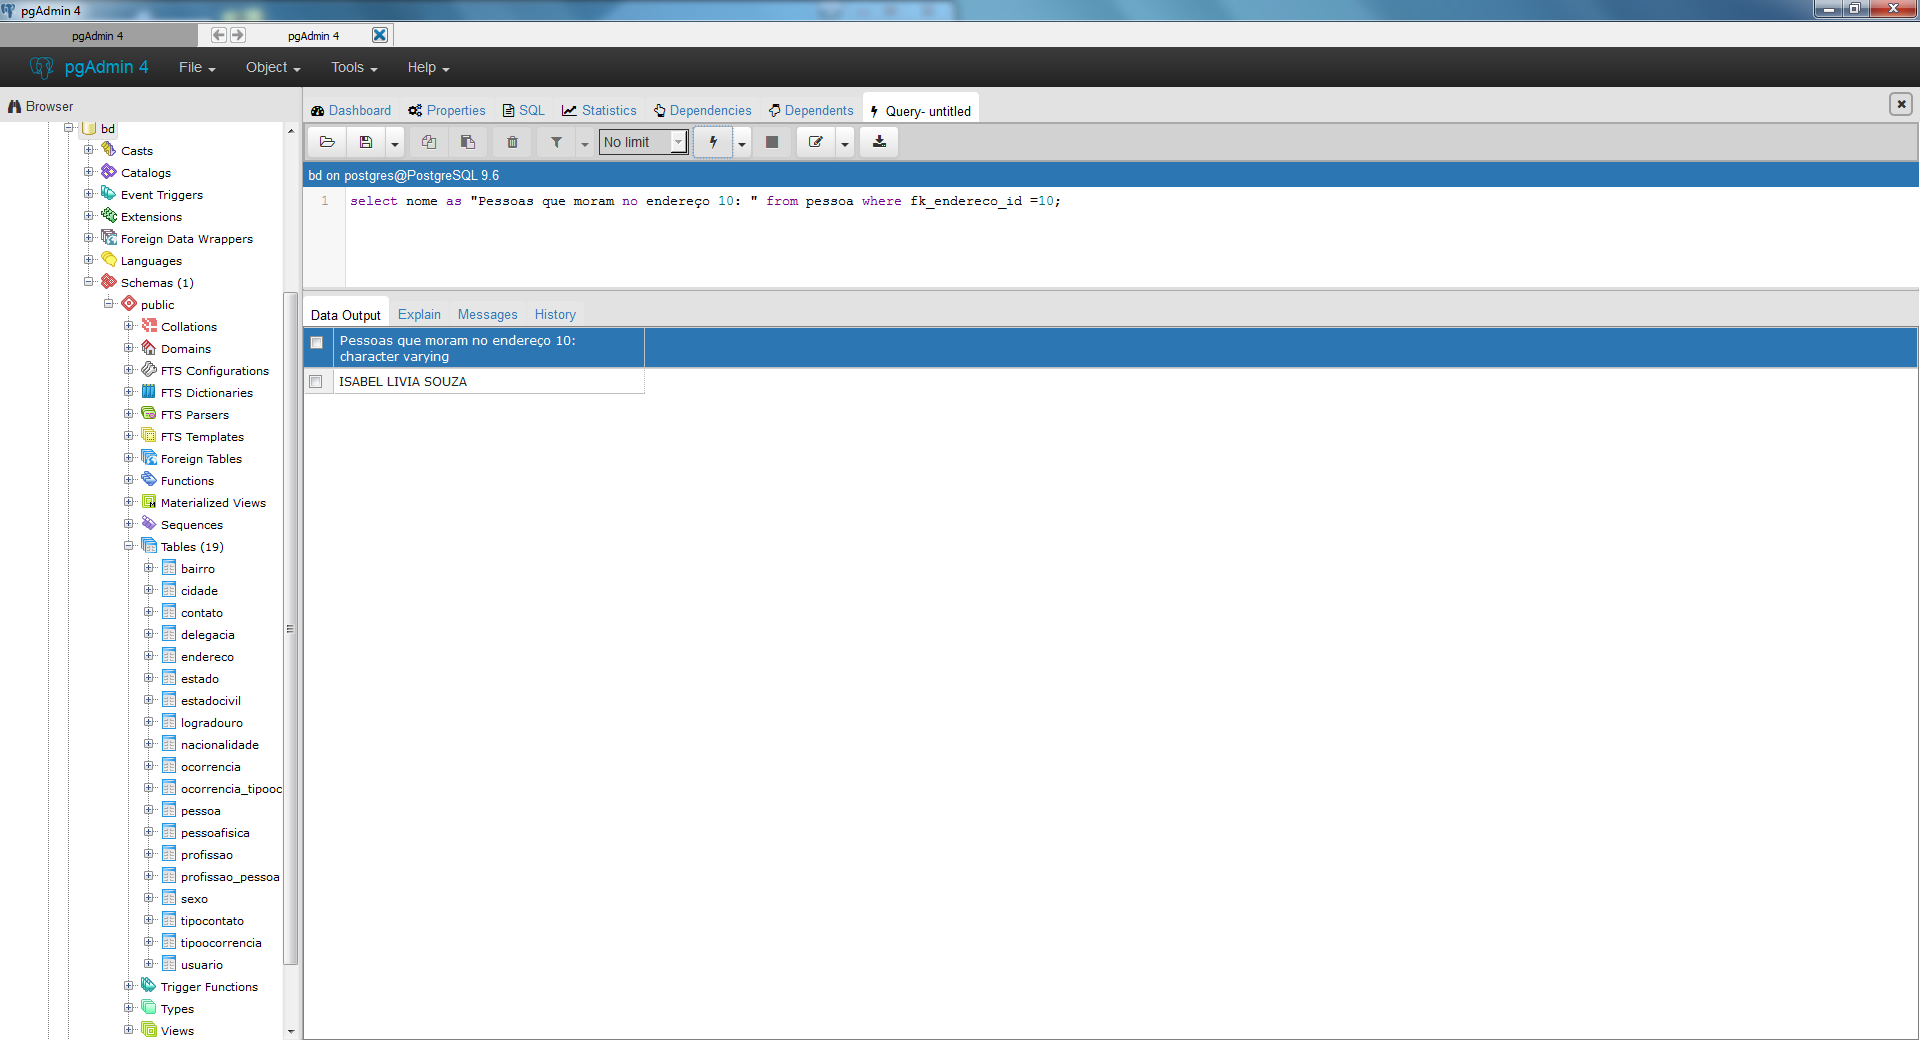 pgAdmin 4
pgAdmin 4
pgAdmin 4
pgAdmin 4
File
Object
Tools
Help
Browser
Dashboard
Properties
SQL
Statistics
Dependencies
Dependents
Query- untitled
No limit
bd on postgres@PostgreSQL 9.6
1
select nome as "Pessoas que moram no endereço 10: " from pessoa where fk_endereco_id =10;
Data Output
Explain
Messages
History
Pessoas que moram no endereço 10:
character varying
ISABEL LIVIA SOUZA
bd
Casts
Catalogs
Event Triggers
Extensions
Foreign Data Wrappers
Languages
Schemas (1)
public
Collations
Domains
FTS Configurations
FTS Dictionaries
FTS Parsers
FTS Templates
Foreign Tables
Functions
Materialized Views
Sequences
Tables (19)
bairro
cidade
contato
delegacia
endereco
estado
estadocivil
logradouro
nacionalidade
ocorrencia
ocorrencia_tipooc
pessoa
pessoafisica
profissao
profissao_pessoa
sexo
tipocontato
tipoocorrencia
usuario
Trigger Functions
Types
Views